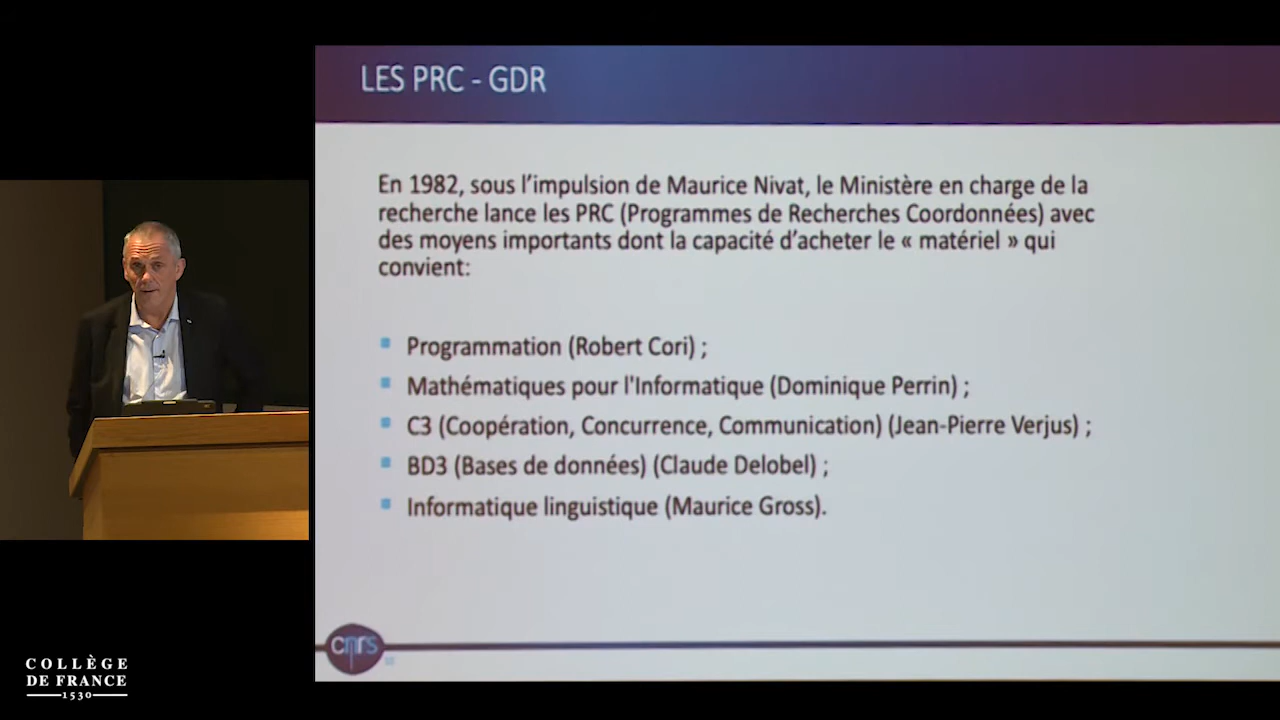 LES PRC - GDR
En 1982, sous l'impulsion de Maurice Nivat, le Ministère en charge de la
recherche lance les PRC (Programmes de Recherches Coordonnées) avec
des moyens importants dont la capacité d'acheter le « matériel » qui
convient:
Programmation (Robert Cori) ;
Mathématiques pour l'Informatique (Dominique Perrin) ;
C3 (Coopération, Concurrence, Communication) (Jean-Pierre Verjus) ;
BD3 (Bases de données) (Claude Delobel) ;
Informatique linguistique (Maurice Gross).
cnrs
COLLÈGE
DE FRANCE
1530